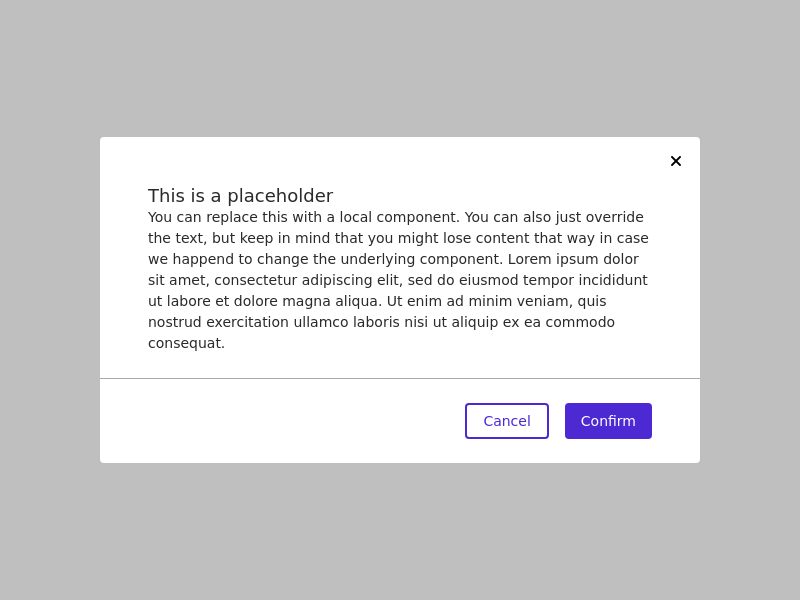 This is a placeholder
You can replace this with a local component. You can also just override
the text, but keep in mind that you might lose content that way in case
we happend to change the underlying component. Lorem ipsum dolor
sit amet, consectetur adipiscing elit, sed do eiusmod tempor incididunt
ut labore et dolore magna aliqua. Ut enim ad minim veniam, quis
nostrud exercitation ullamco laboris nisi ut aliquip ex ea commodo
consequat.
Cancel Confirm